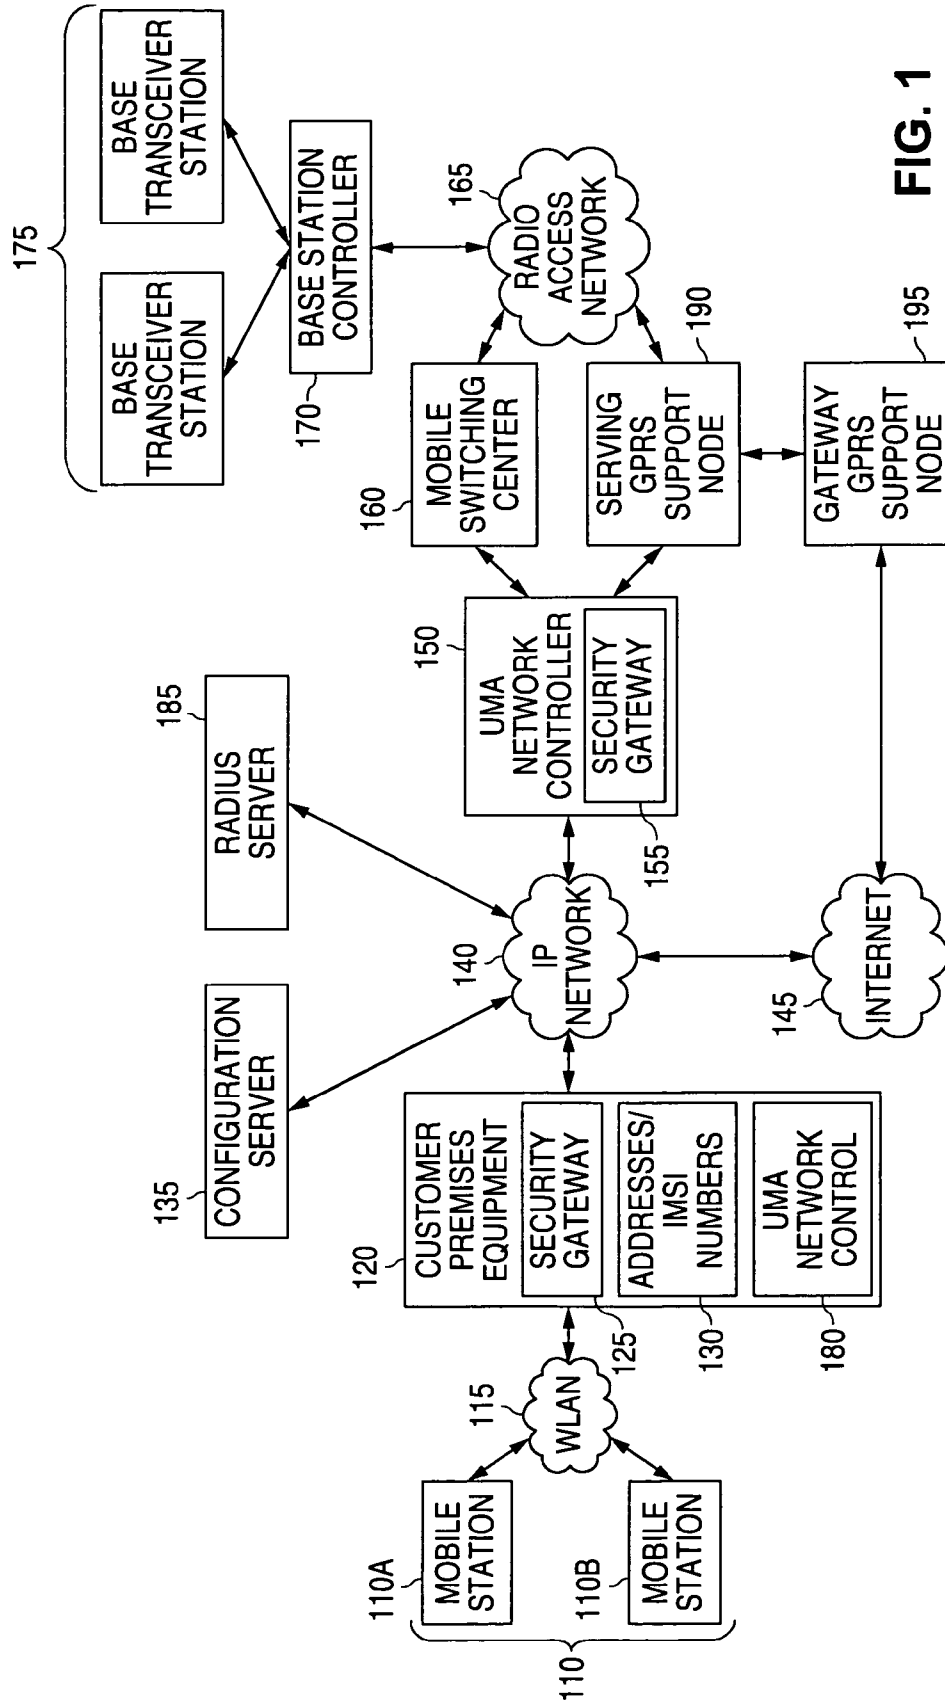 110
110A
MOBILE
STATION
110B
MOBILE
STATION
115
WLAN
120
CUSTOMER
PREMISES
EQUIPMENT
SECURITY
GATEWAY
125
ADDRESSES/
IMSI
NUMBERS
130
UMA
NETWORK
CONTROL
180
135
CONFIGURATION
SERVER
185
RADIUS
SERVER
140
IP
NETWORK
145
INTERNET
150
UMA
NETWORK
CONTROLLER
SECURITY
GATEWAY
155
160
MOBILE
SWITCHING
CENTER
SERVING
GPRS
SUPPORT
NODE
190
GATEWAY
GPRS
SUPPORT
NODE
195
165
RADIO
ACCESS
NETWORK
170
BASE STATION
CONTROLLER
175
BASE
TRANSCEIVER
STATION
BASE
TRANSCEIVER
STATION
FIG. 1